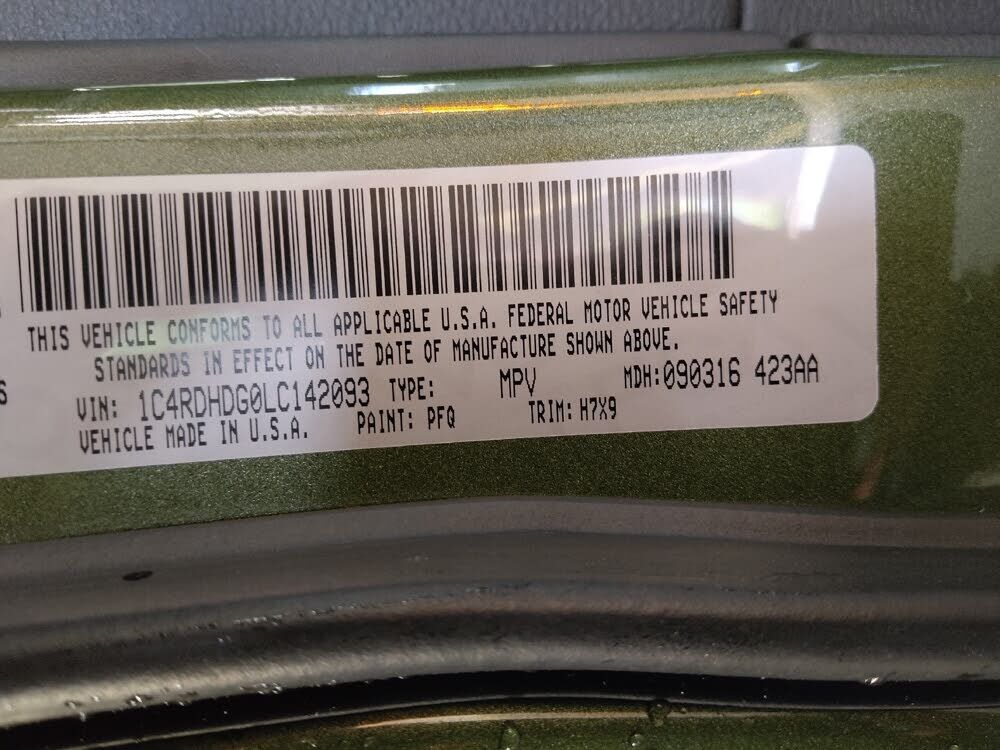 THIS VEHICLE CONFORMS TO ALL APPLICABLE U.S.A. FEDERAL MOTOR VEHICLE SAFETY
STANDARDS IN EFFECT ON THE DATE OF MANUFACTURE SHOWN ABOVE.
S
VIN: 1C4RDHDG0LC142093 TYPE: MPV MDH:090316 423AA
VEHICLE MADE IN U.S.A. PAINT: PFQ TRIM: H7X9